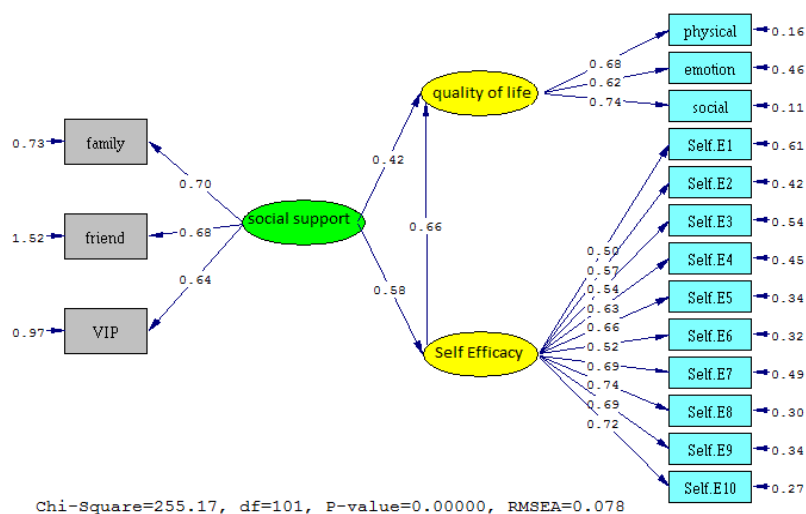 physical
0.16
0.68
emotion
0.46
0.62
quality of life
0.74
social
0.11
0.73
family
Self.E1
0.61
0.42
Self.E2
0.42
0.70
social support
Self.E3
0.54
1.52
friend
0.68
0.66
0.50
Self.E4
0.45
0.57
0.54
0.64
0.58
0.63
Self.E5
0.34
0.66
0.97
VIP
0.52
Self.E6
0.32
Self Efficacy
0.69
Self.E7
0.49
0.74
Self.E8
0.30
0.69
0.72
Self.E9
0.34
Self.E10
0.27
Chi-Square=255.17, df=101, P-value=0.00000, RMSEA=0.078